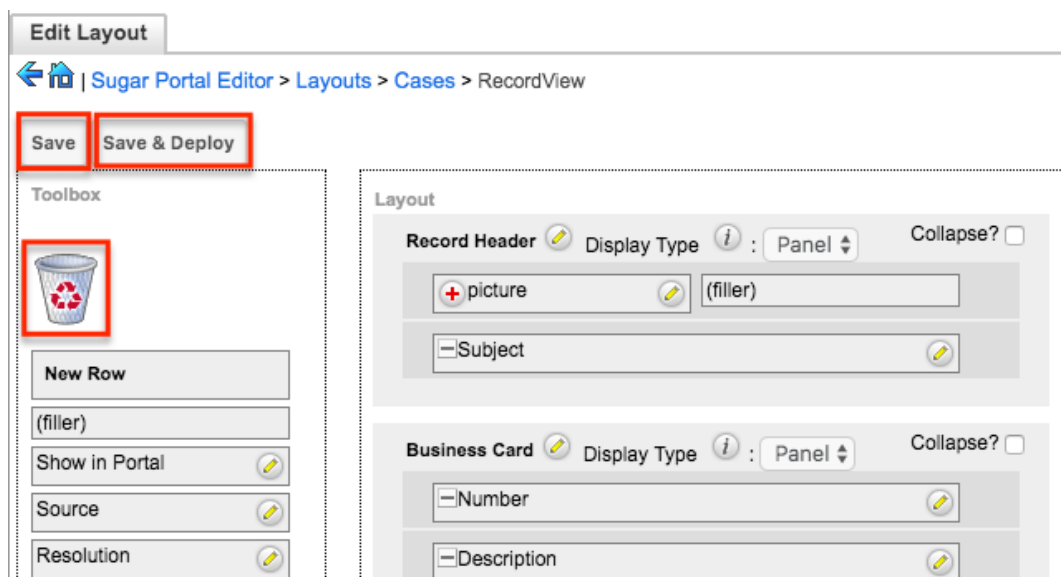 Edit Layout
| Sugar Portal Editor > Layouts > Cases > RecordView
Save
Save & Deploy
Toolbox
New Row
(filler)
Show in Portal
Source
Resolution
Layout
Record Header Display Type i : Panel Collapse?
picture
(filler)
Subject
Business Card Display Type i : Panel Collapse?
Number
Description